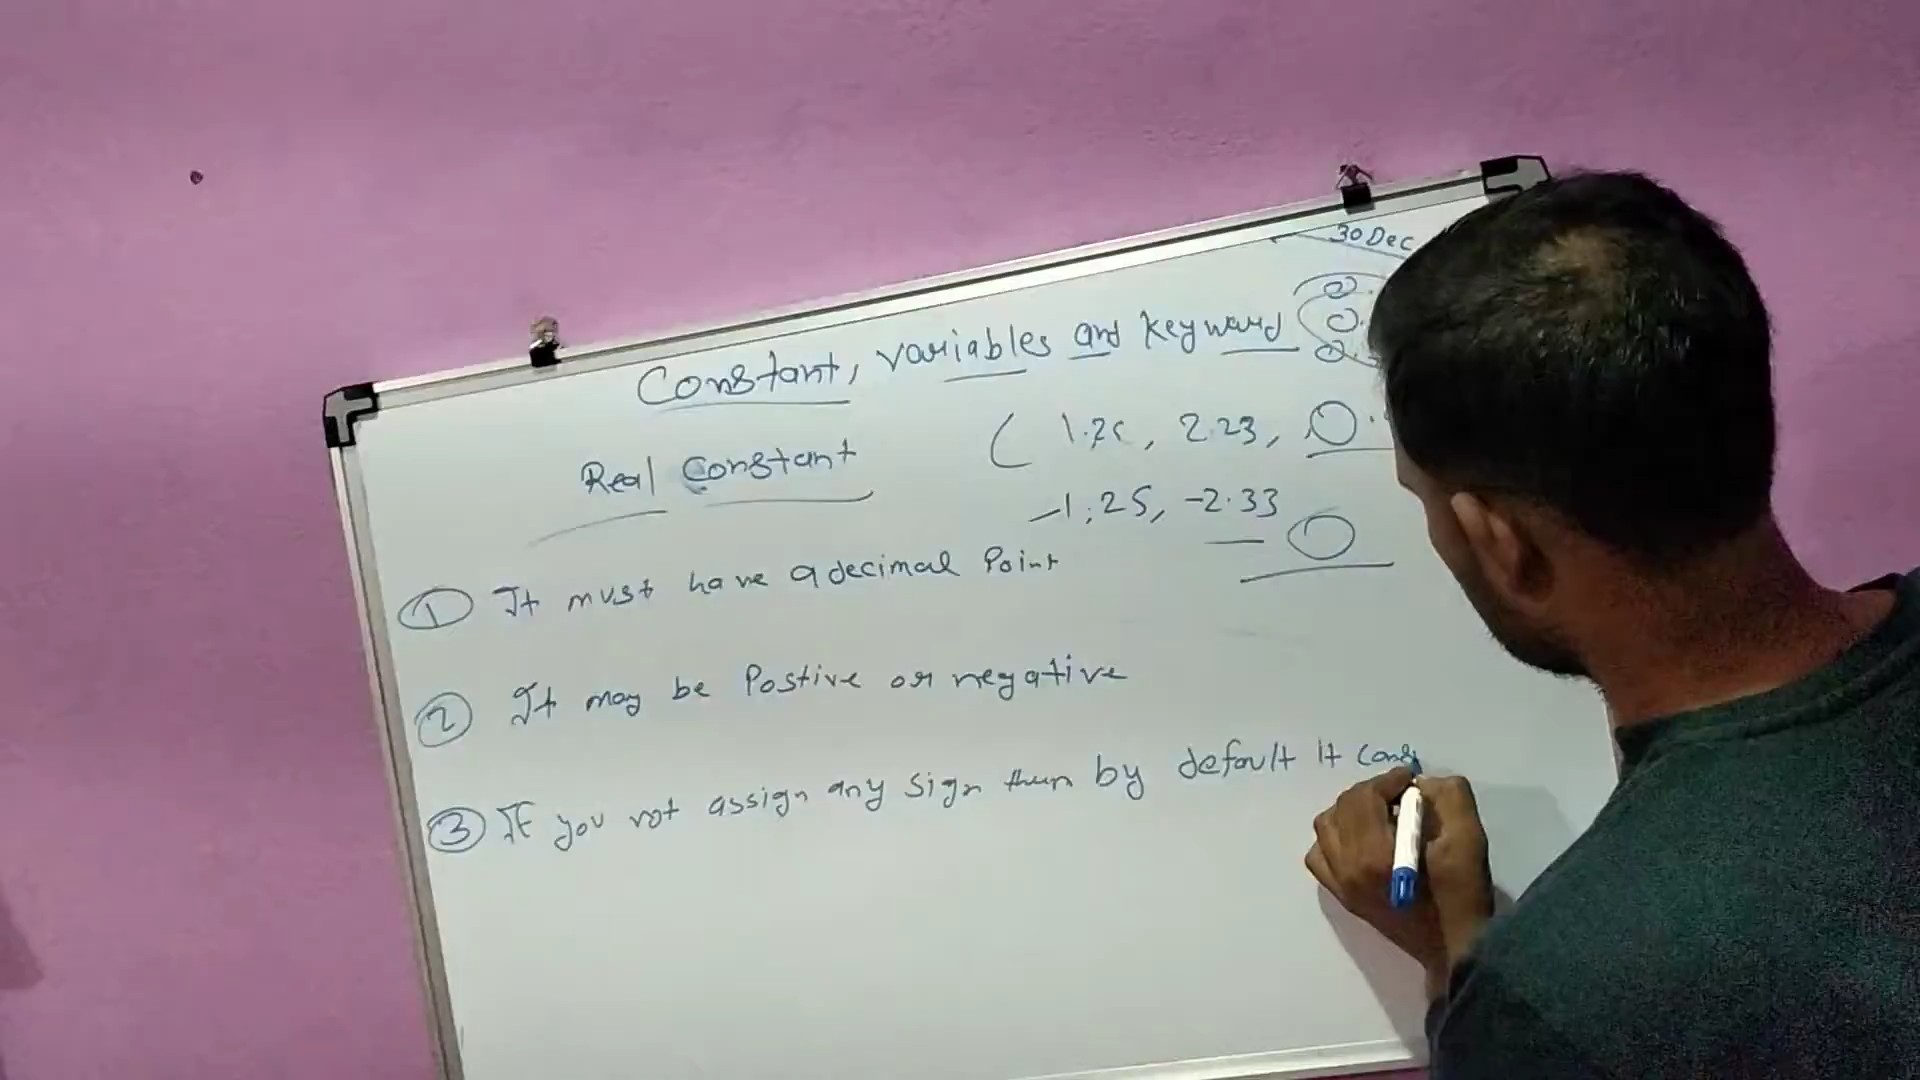 30 Dec
Constant, variables and keyward
Real Constant
( 1.25, 2.23,
-1.25, -2.33
① It must have a decimal Point
② It may be Postive or negative
③ If you not assign any sign then by default it Cons